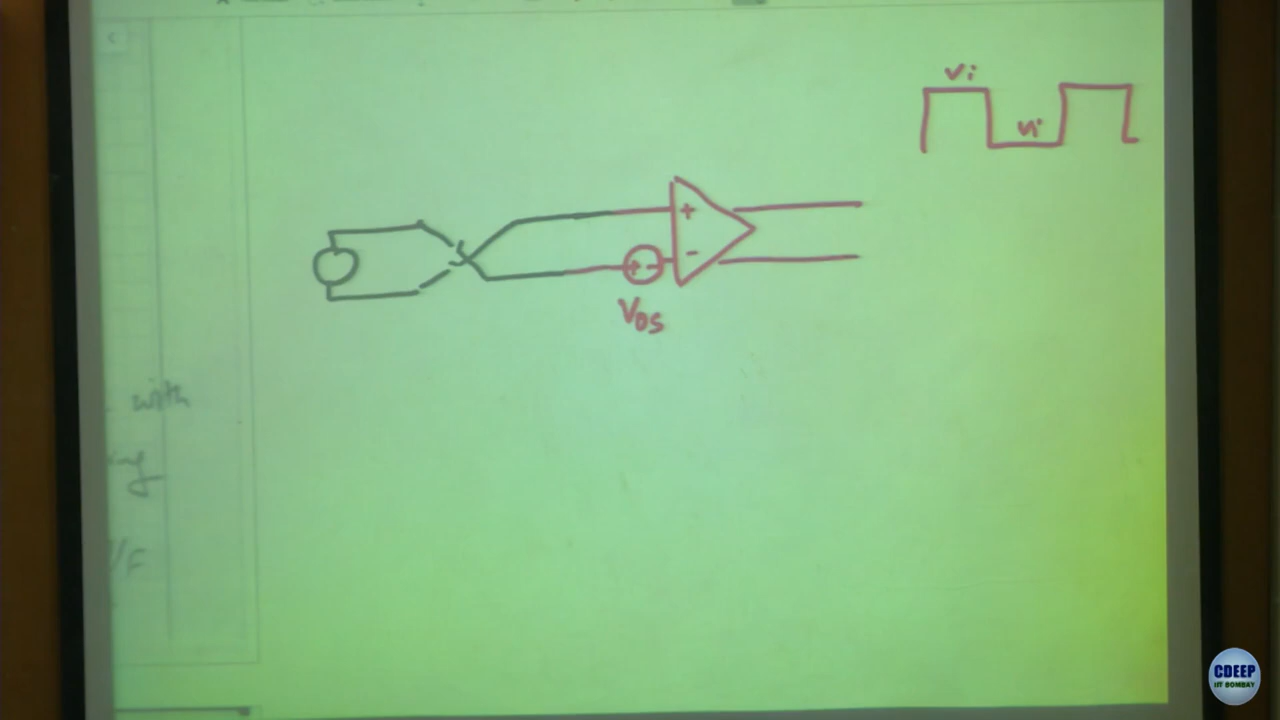 Vi
Vi
+
-
+ -
Vos
with
CDEEP
IIT BOMBAY